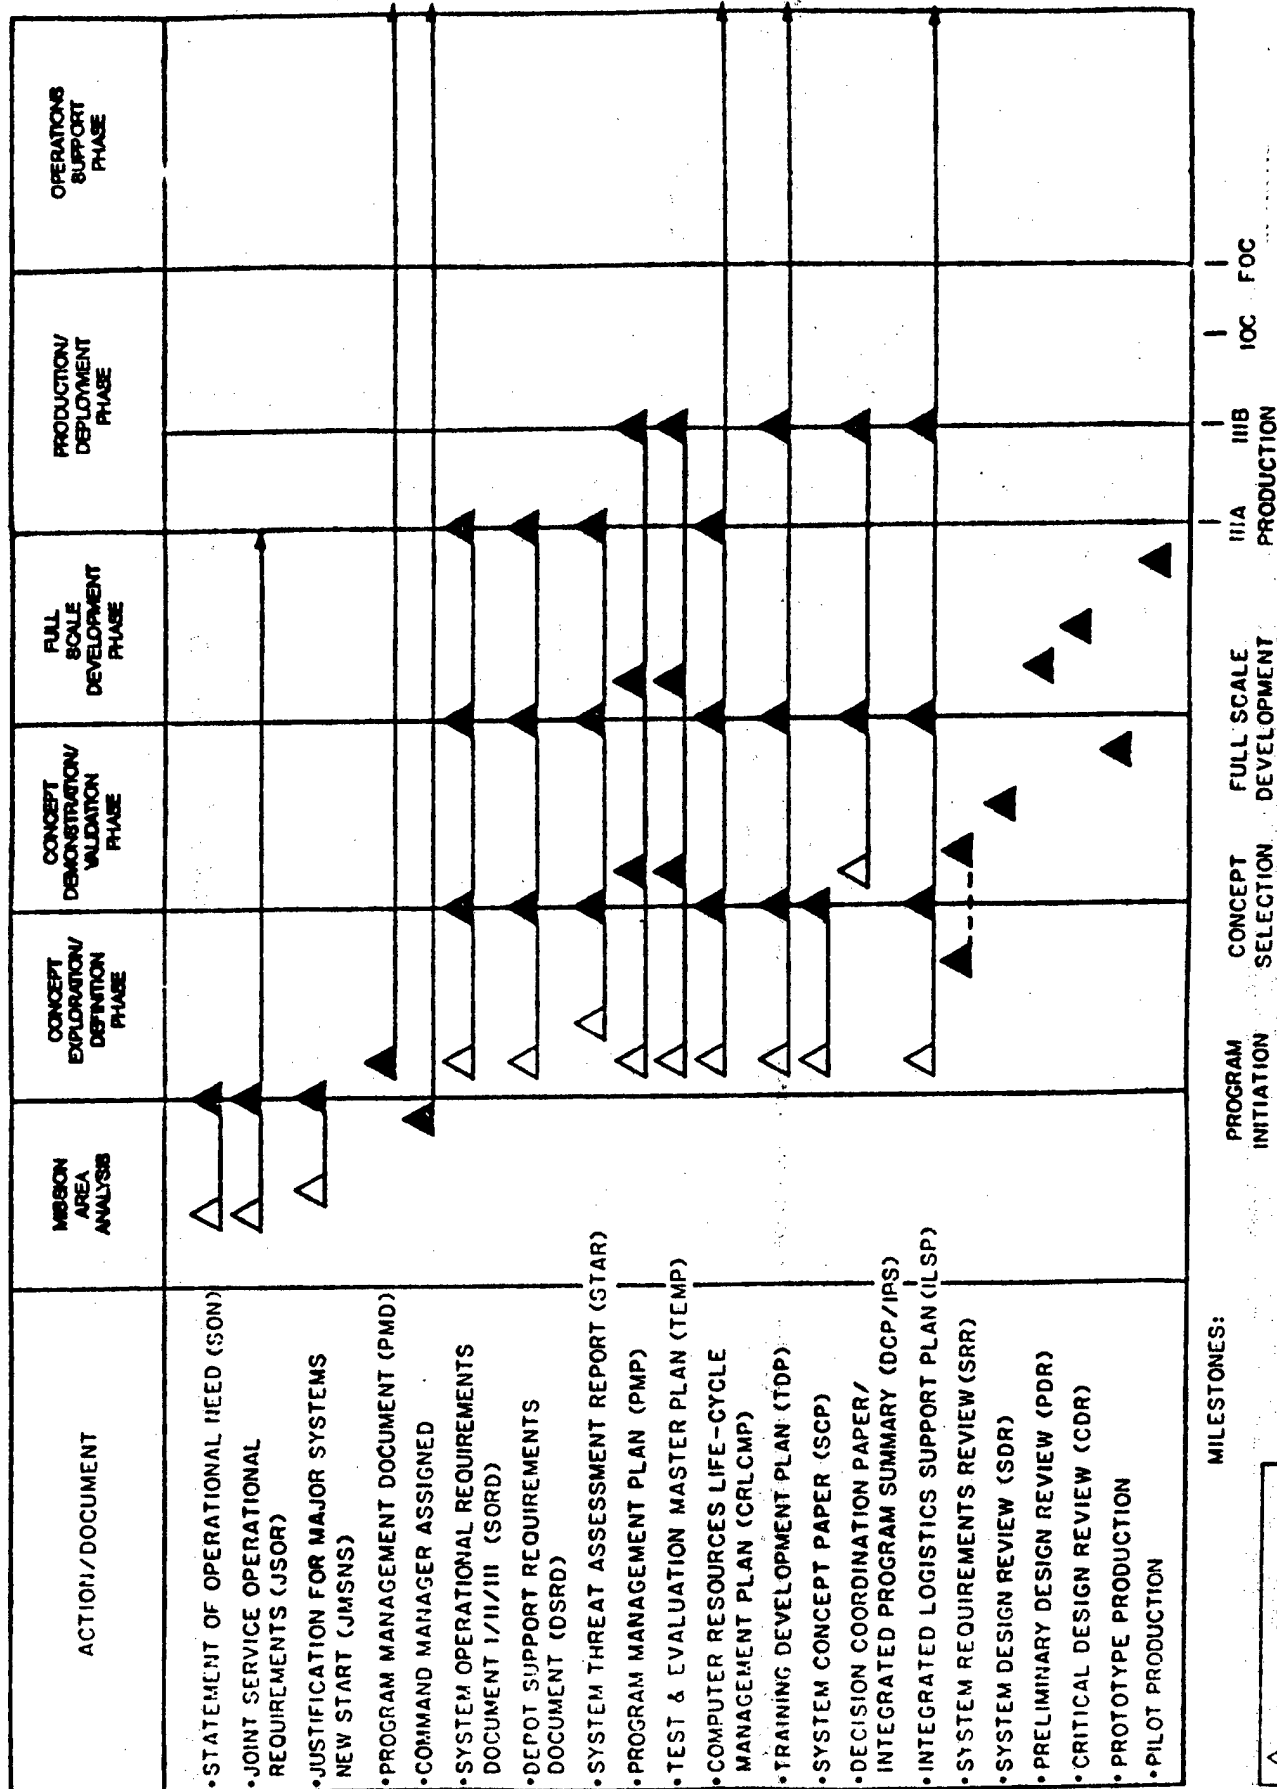 ACTION/DOCUMENT
MISSION
AREA
ANALYSIS
CONCEPT
EXPLORATION/
DEFINITION
PHASE
CONCEPT
DEMONSTRATION/
VALIDATION
PHASE
FULL
SCALE
DEVELOPMENT
PHASE
PRODUCTION/
DEPLOYMENT
PHASE
OPERATIONS
SUPPORT
PHASE
•STATEMENT OF OPERATIONAL NEED (SON)
•JOINT SERVICE OPERATIONAL
REQUIREMENTS (JSOR)
•JUSTIFICATION FOR MAJOR SYSTEMS
NEW START (JMSNS)
•PROGRAM MANAGEMENT DOCUMENT (PMD)
•COMMAND MANAGER ASSIGNED
•SYSTEM OPERATIONAL REQUIREMENTS
DOCUMENT I/II/III (SORD)
•DEPOT SUPPORT REQUIREMENTS
DOCUMENT (DSRD)
•SYSTEM THREAT ASSESSMENT REPORT (STAR)
•PROGRAM MANAGEMENT PLAN (PMP)
•TEST & EVALUATION MASTER PLAN (TEMP)
•COMPUTER RESOURCES LIFE-CYCLE
MANAGEMENT PLAN (CRLCMP)
•TRAINING DEVELOPMENT PLAN (TDP)
•SYSTEM CONCEPT PAPER (SCP)
•DECISION COORDINATION PAPER/
INTEGRATED PROGRAM SUMMARY (DCP/IPS)
•INTEGRATED LOGISTICS SUPPORT PLAN (ILSP)
•SYSTEM REQUIREMENTS REVIEW (SRR)
•SYSTEM DESIGN REVIEW (SDR)
•PRELIMINARY DESIGN REVIEW (PDR)
•CRITICAL DESIGN REVIEW (CDR)
•PROTOTYPE PRODUCTION
•PILOT PRODUCTION
MILESTONES:
PROGRAM
INITIATION
CONCEPT
SELECTION
FULL SCALE
DEVELOPMENT
IIIA IIIB
PRODUCTION
IOC FOC